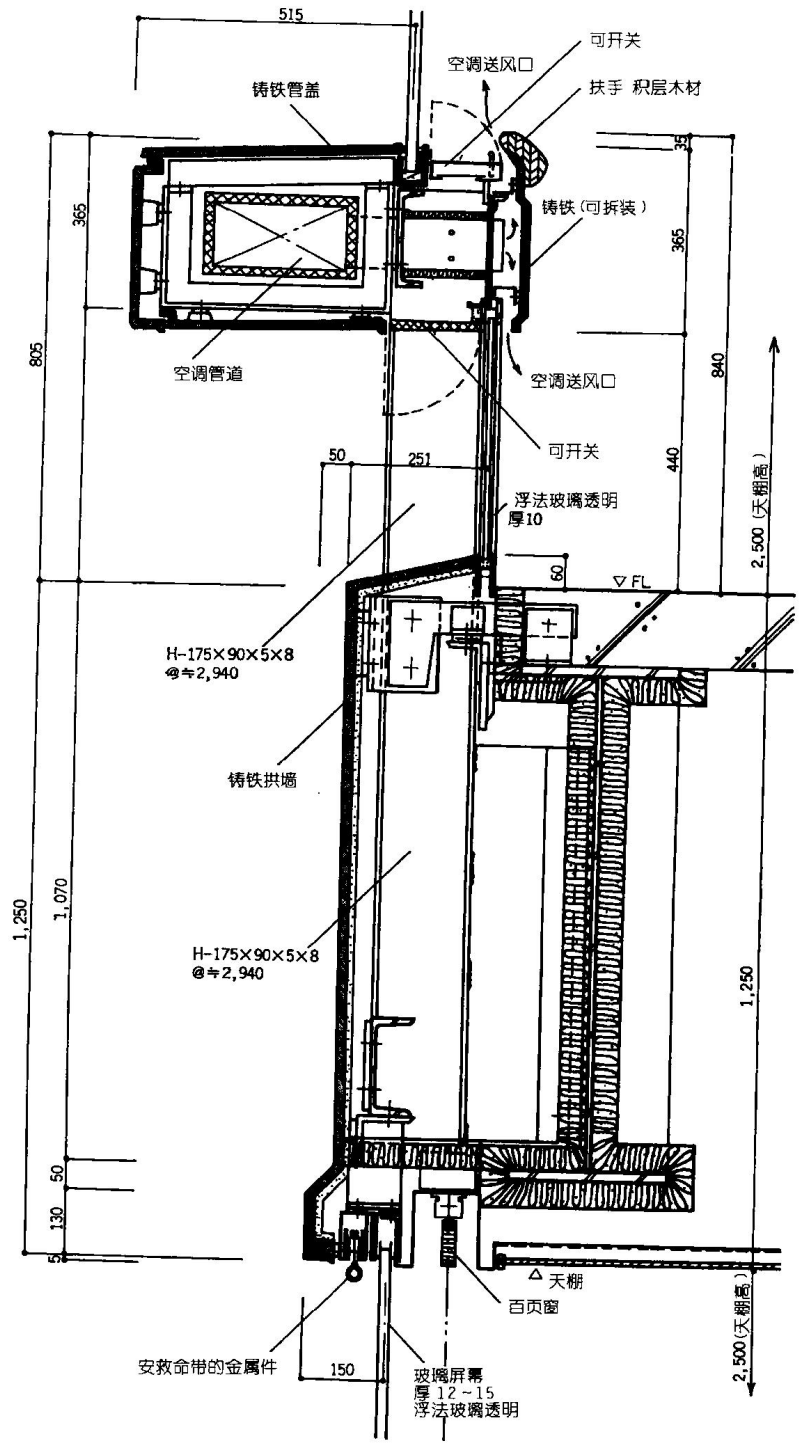 515
可开关
空调送风口
铸铁管盖
扶手 积层木材
35
365
铸铁(可拆装)
365
805
空调管道
空调送风口
840
可开关
50
251
440
2,500(天棚高)
浮法玻璃透明
厚10
60
▽ FL
H-175×90×5×8
@≒2,940
铸铁拱墙
1,250
1,070
H-175×90×5×8
@≒2,940
1,250
50
130
5
△ 天棚
百页窗
2,500(天棚高)
安救命带的金属件
150
玻璃屏幕
厚 12~15
浮法玻璃透明